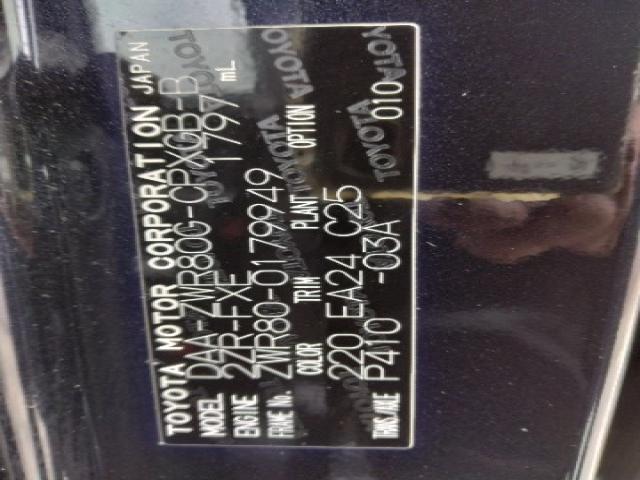 TOYOTA MOTOR CORPORATION JAPAN
MODEL DAA-ZWR80G-CPXGB-B
ENGINE 2ZR-FXE 1797 mL
FRAME No. ZWR80-0179949
COLOR TRIM PLANT OPTION
220 EA24 C25
TRANS./AXLE P410 -03A 010